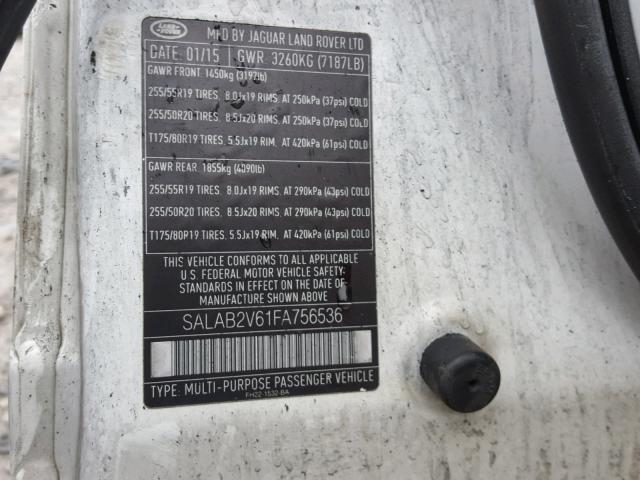 LAND ROVER
MFD BY JAGUAR LAND ROVER LTD
DATE: 01/15 GWR 3260KG (7187LB)
GAWR FRONT 1450kg (3197lb)
255/55R19 TIRES, 8.0Jx19 RIMS, AT 250kPa (37psi) COLD
255/50R20 TIRES, 8.5Jx20 RIMS, AT 250kPa (37psi) COLD
T175/80R19 TIRES, 5.5Jx19 RIM, AT 420kPa (61psi) COLD
GAWR REAR 1855kg (4090lb)
255/55R19 TIRES, 8.0Jx19 RIMS, AT 290kPa (43psi) COLD
255/50R20 TIRES, 8.5Jx20 RIMS, AT 290kPa (43psi) COLD
T175/80R19 TIRES, 5.5Jx19 RIM, AT 420kPa (61psi) COLD
THIS VEHICLE CONFORMS TO ALL APPLICABLE
U.S. FEDERAL MOTOR VEHICLE SAFETY
STANDARDS IN EFFECT ON THE DATE OF
MANUFACTURE SHOWN ABOVE
SALAB2V61FA756536
TYPE: MULTI-PURPOSE PASSENGER VEHICLE
FH22-1532-BA